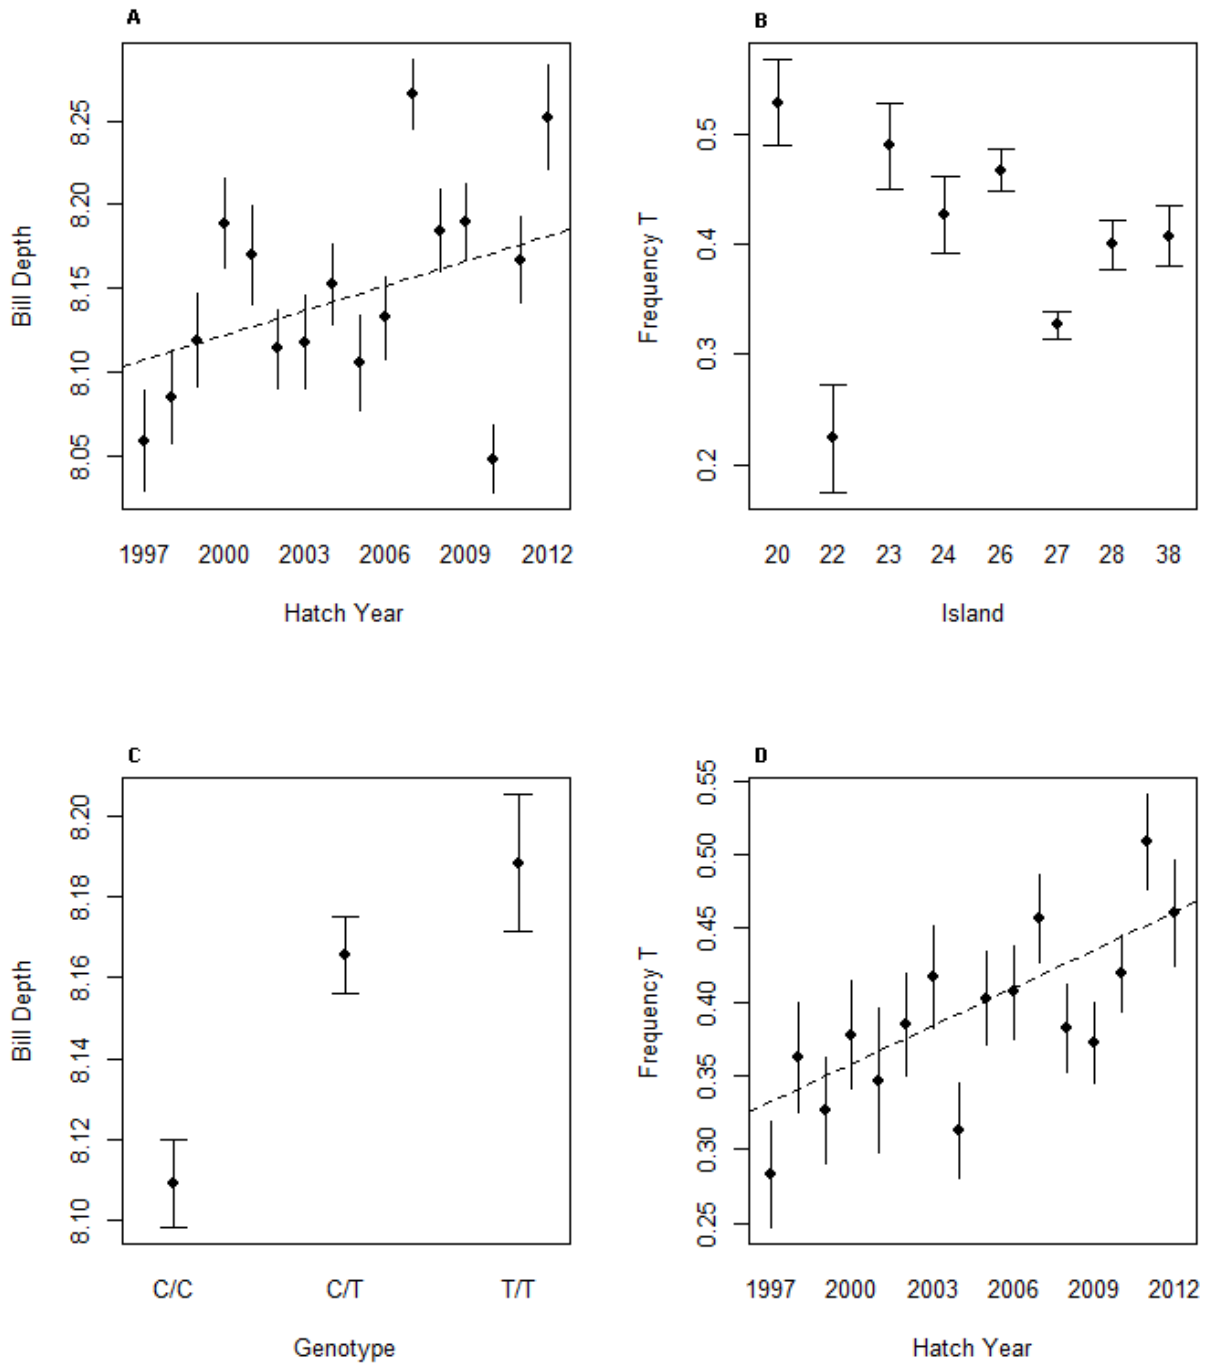 A
Bill Depth
8.25
8.20
8.15
8.10
8.05
1997 2000 2003 2006 2009 2012
Hatch Year
B
Frequency T
0.5
0.4
0.3
0.2
20 22 23 24 26 27 28 38
Island
C
Bill Depth
8.20
8.18
8.16
8.14
8.12
8.10
C/C C/T T/T
Genotype
D
Frequency T
0.55
0.50
0.45
0.40
0.35
0.30
0.25
1997 2000 2003 2006 2009 2012
Hatch Year